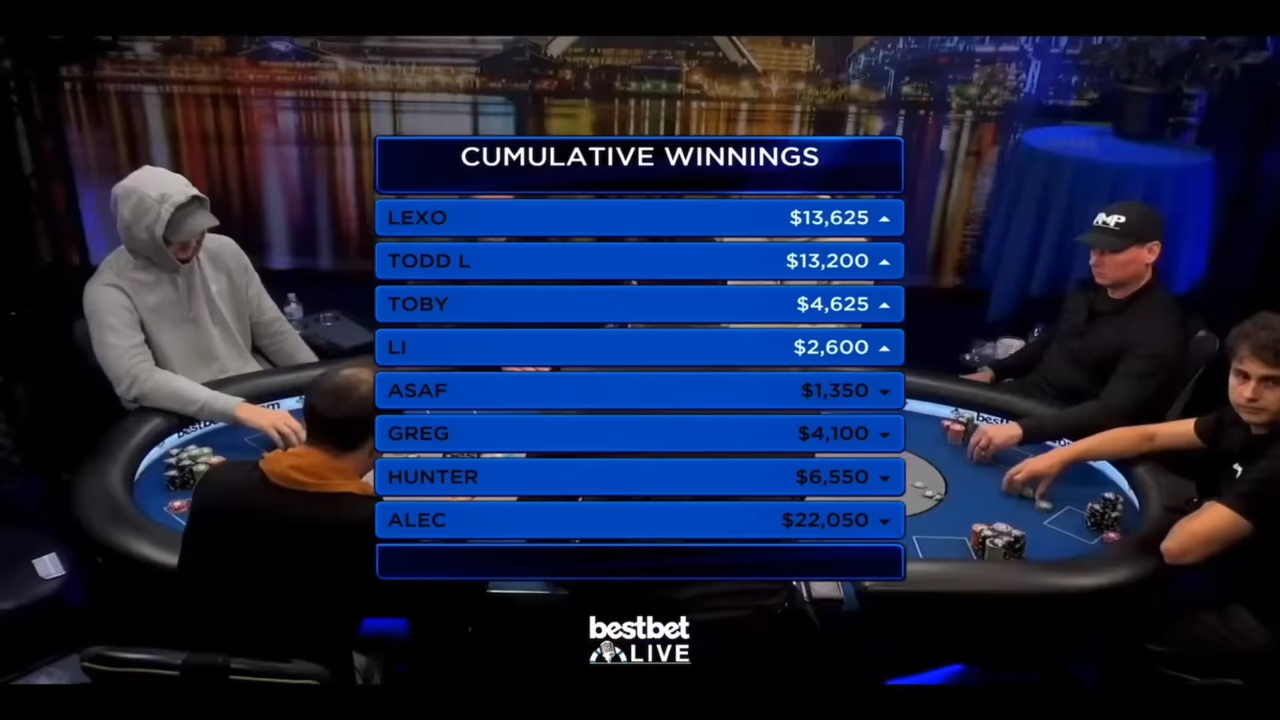 CUMULATIVE WINNINGS
LEXO $13,625 ▲
TODD L $13,200 ▲
TOBY $4,625 ▲
LI $2,600 ▲
ASAF $1,350 ▼
GREG $4,100 ▼
HUNTER $6,550 ▼
ALEC $22,050 ▼
bestbet
LIVE